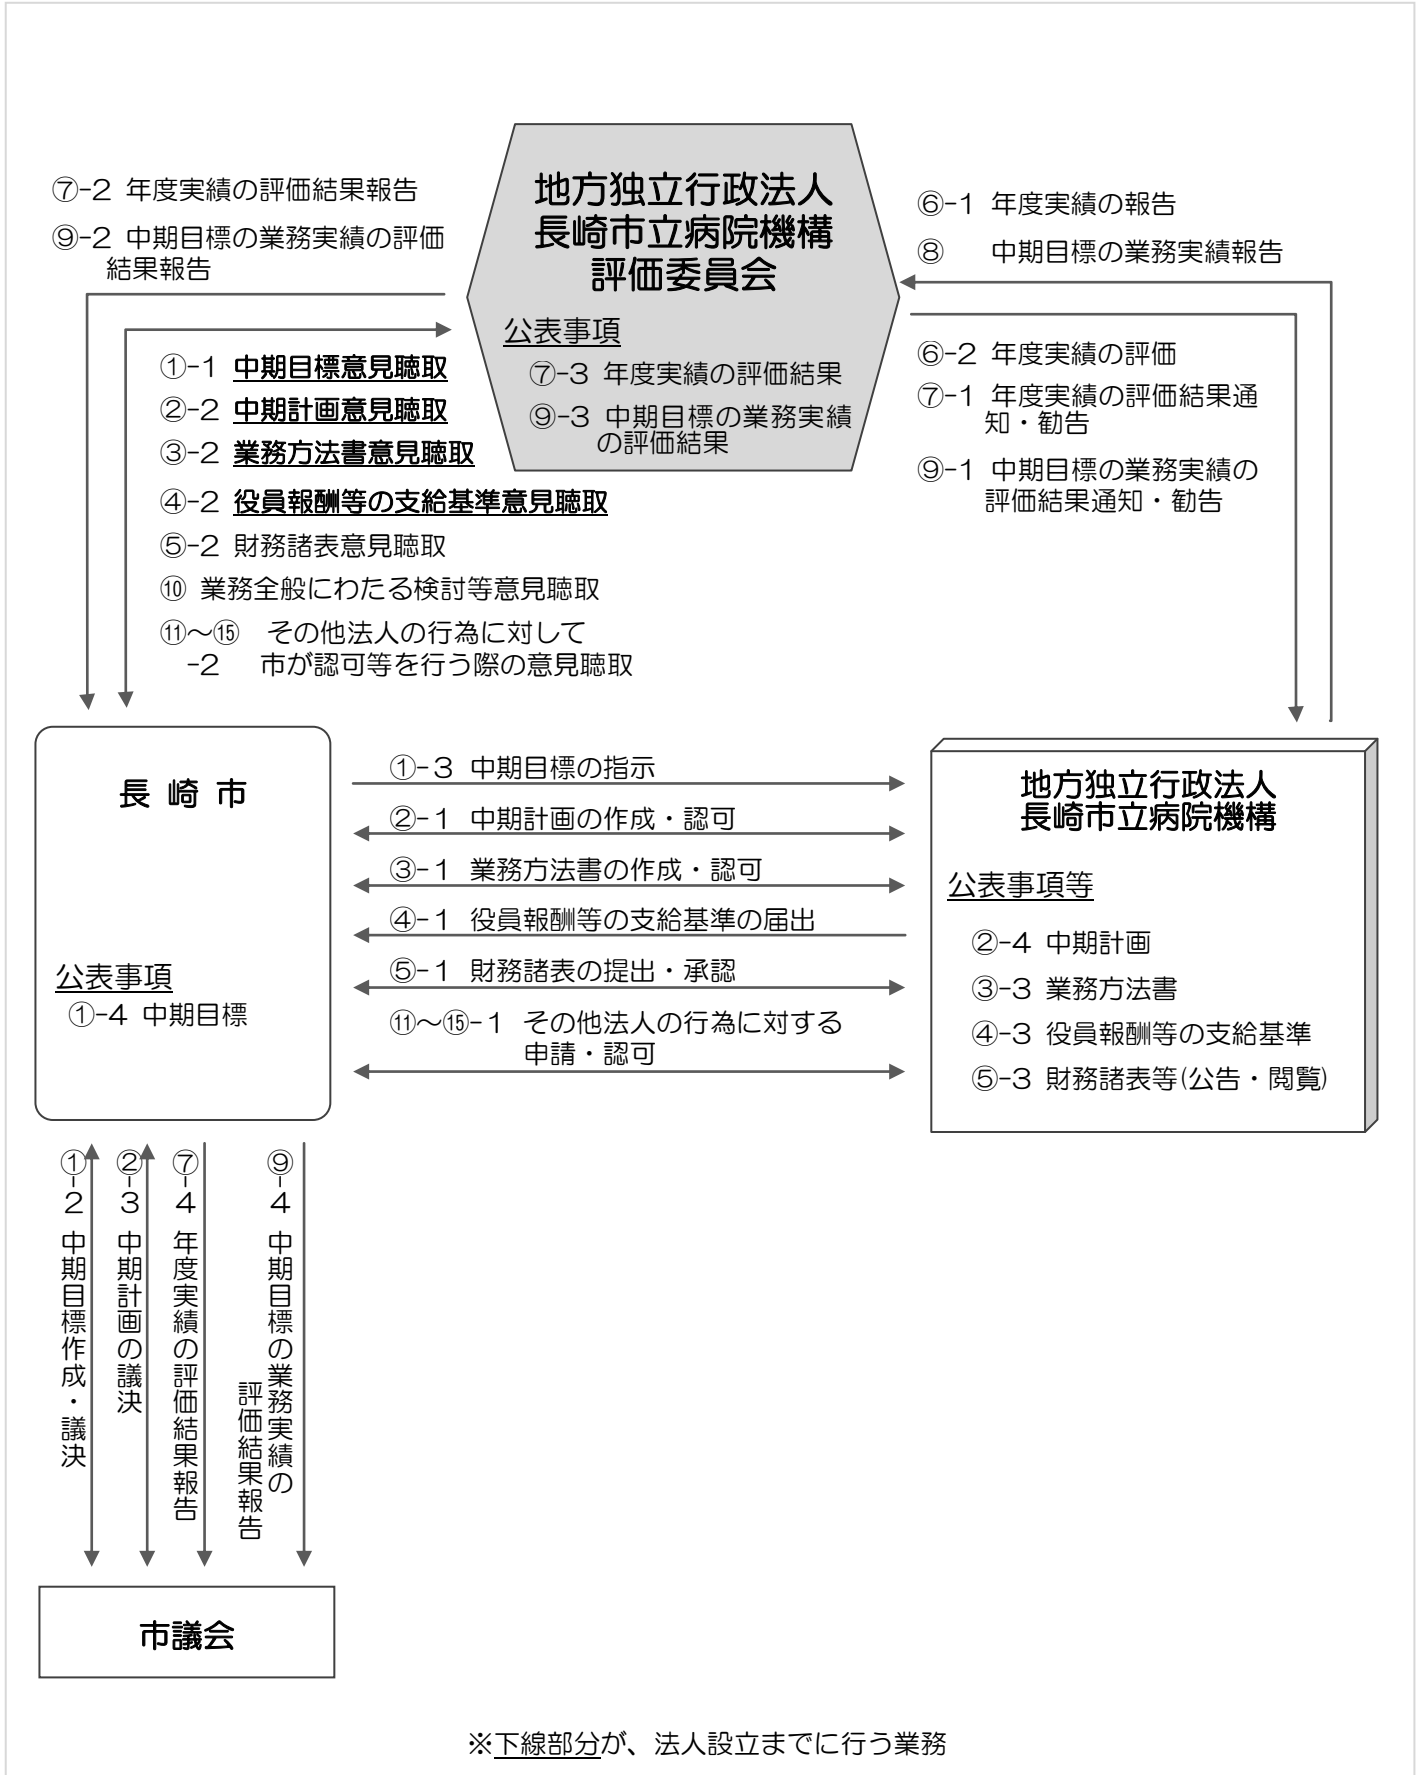 地方独立行政法人
長崎市立病院機構
評価委員会
公表事項
⑦-3 年度実績の評価結果
⑨-3 中期目標の業務実績
の評価結果
⑦-2 年度実績の評価結果報告
⑨-2 中期目標の業務実績の評価
結果報告
①-1 中期目標意見聴取
②-2 中期計画意見聴取
③-2 業務方法書意見聴取
④-2 役員報酬等の支給基準意見聴取
⑤-2 財務諸表意見聴取
⑩ 業務全般にわたる検討等意見聴取
⑪～⑮ その他法人の行為に対して
-2 市が認可等を行う際の意見聴取
⑥-1 年度実績の報告
⑧ 中期目標の業務実績報告
⑥-2 年度実績の評価
⑦-1 年度実績の評価結果通
知・勧告
⑨-1 中期目標の業務実績の
評価結果通知・勧告
長 崎 市
公表事項
①-4 中期目標
①-3 中期目標の指示
②-1 中期計画の作成・認可
③-1 業務方法書の作成・認可
④-1 役員報酬等の支給基準の届出
⑤-1 財務諸表の提出・承認
⑪～⑮-1 その他法人の行為に対する
申請・認可
地方独立行政法人
長崎市立病院機構
公表事項等
②-4 中期計画
③-3 業務方法書
④-3 役員報酬等の支給基準
⑤-3 財務諸表等(公告・閲覧)
①-2 中期目標作成・議決
②-3 中期計画の議決
⑦-4 年度実績の評価結果報告
⑨-4 中期目標の業務実績の
評価結果報告
市議会
※下線部分が、法人設立までに行う業務